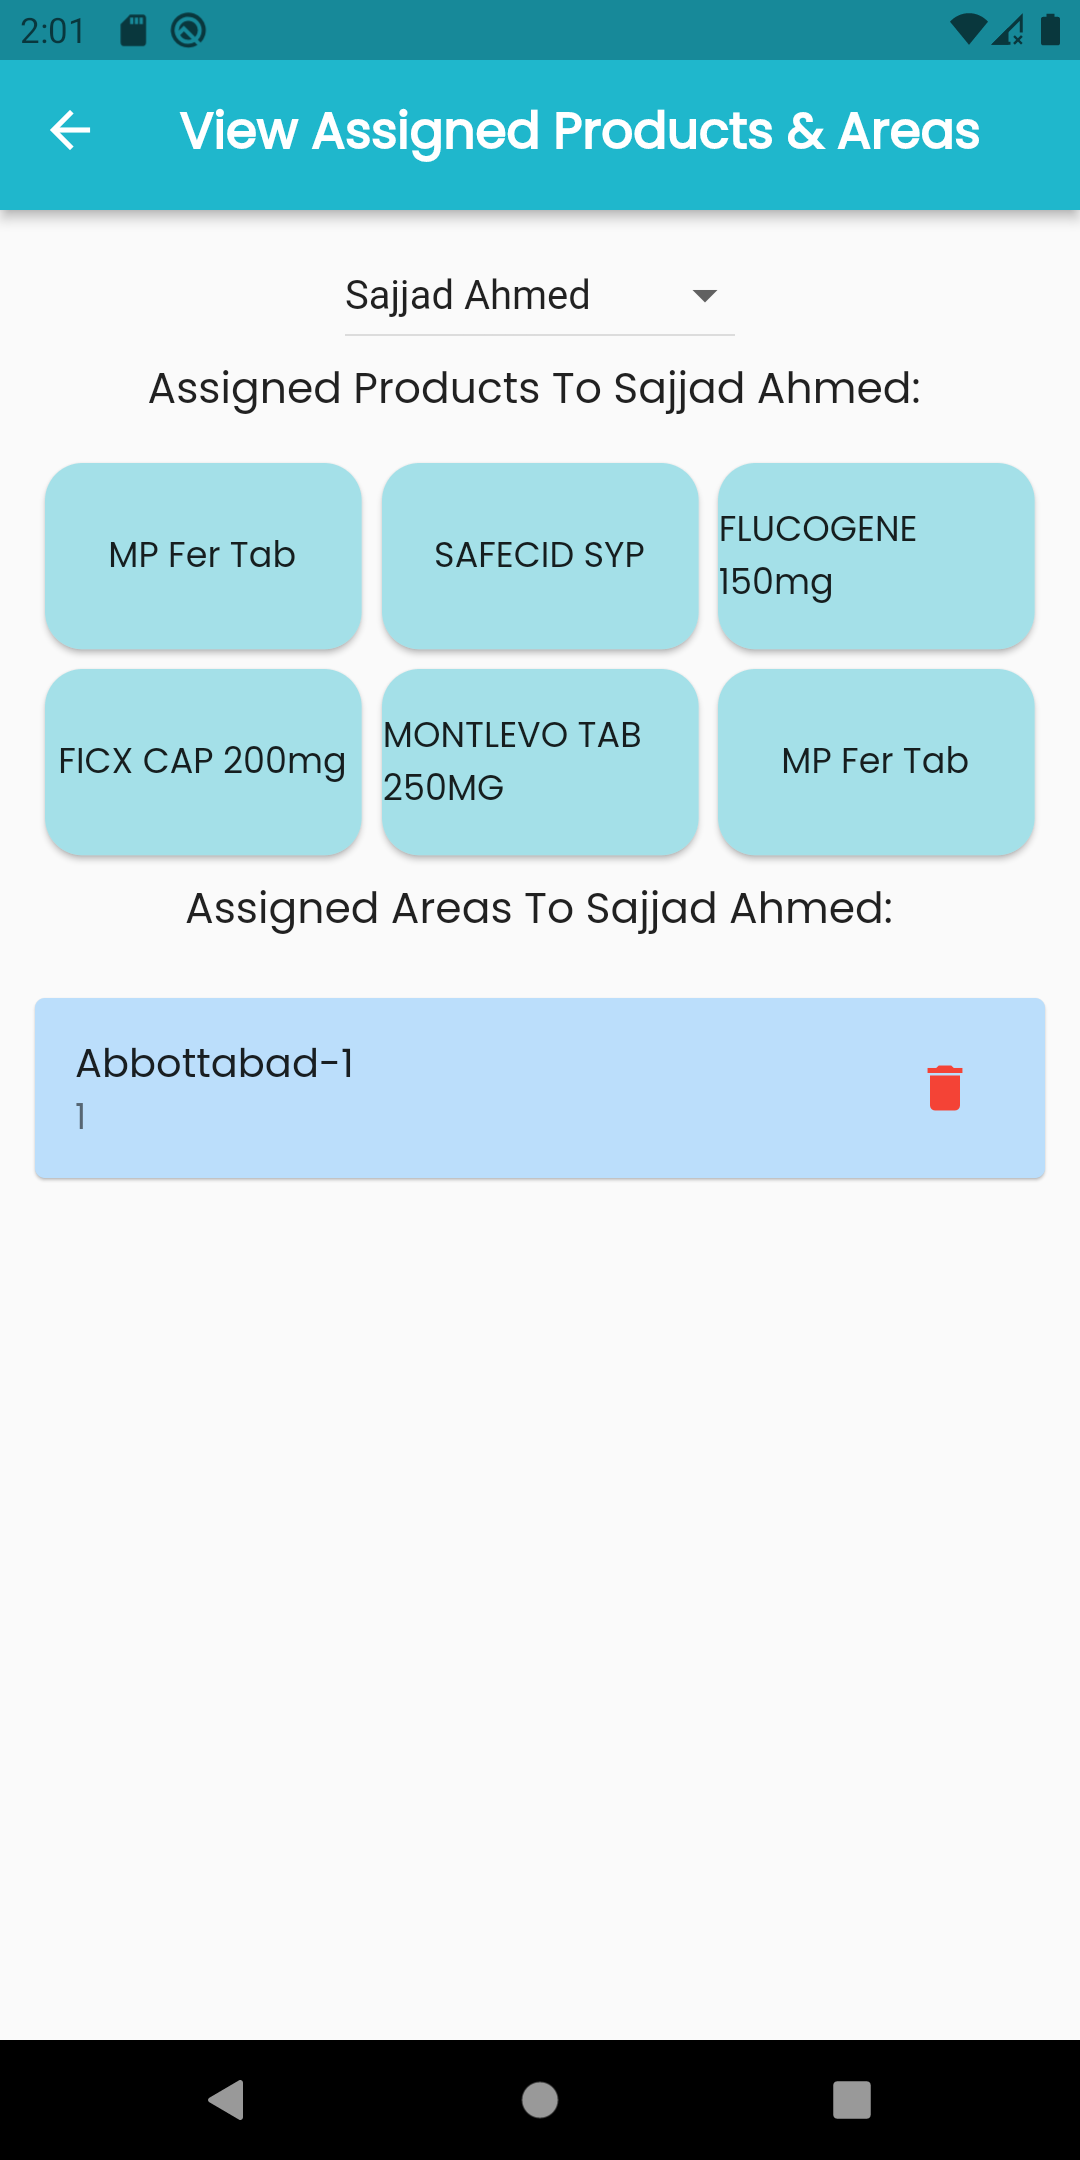 2:01
View Assigned Products & Areas
Sajjad Ahmed
Assigned Products To Sajjad Ahmed:
MP Fer Tab
SAFECID SYP
FLUCOGENE
150mg
FICX CAP 200mg
MONTLEVO TAB
250MG
MP Fer Tab
Assigned Areas To Sajjad Ahmed:
Abbottabad-1
1